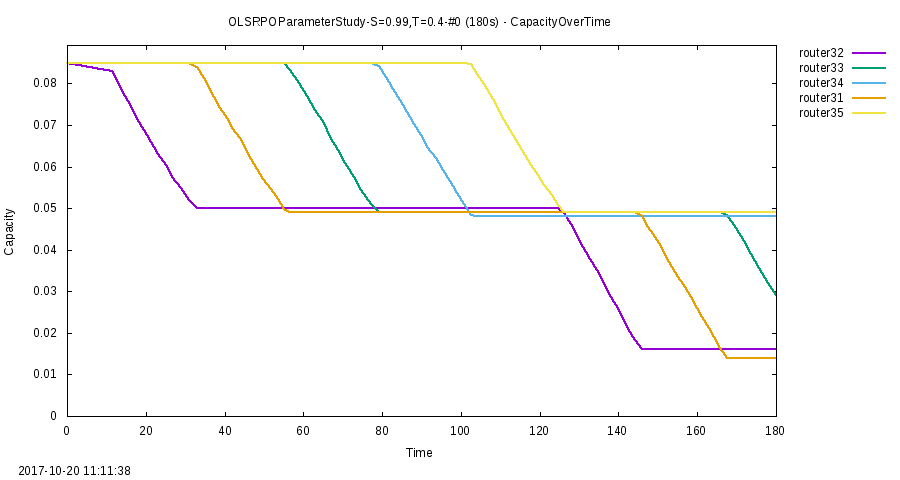 OLSRPOParameterStudy-S=0.99,T=0.4-#0 (180s) - CapacityOverTime
router32
router33
router34
router31
router35
0.08
0.07
0.06
0.05
0.04
0.03
0.02
0.01
0
Capacity
0 20 40 60 80 100 120 140 160 180
Time
2017-10-20 11:11:38